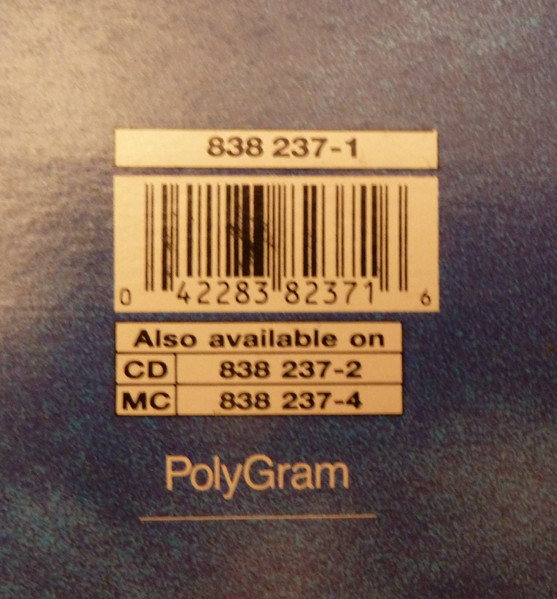 838 237-1
0 42283 82371 6
Also available on
CD 838 237-2
MC 838 237-4
PolyGram